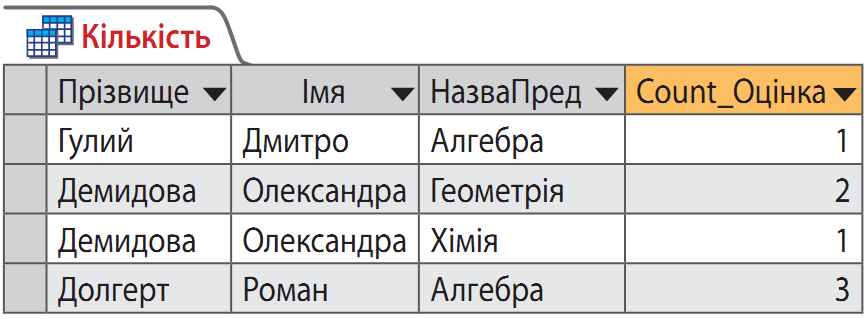 Кількість
Прізвище Імя НазваПред Count_Оцінка
Гулий Дмитро Алгебра 1
Демидова Олександра Геометрія 2
Демидова Олександра Хімія 1
Долгерт Роман Алгебра 3